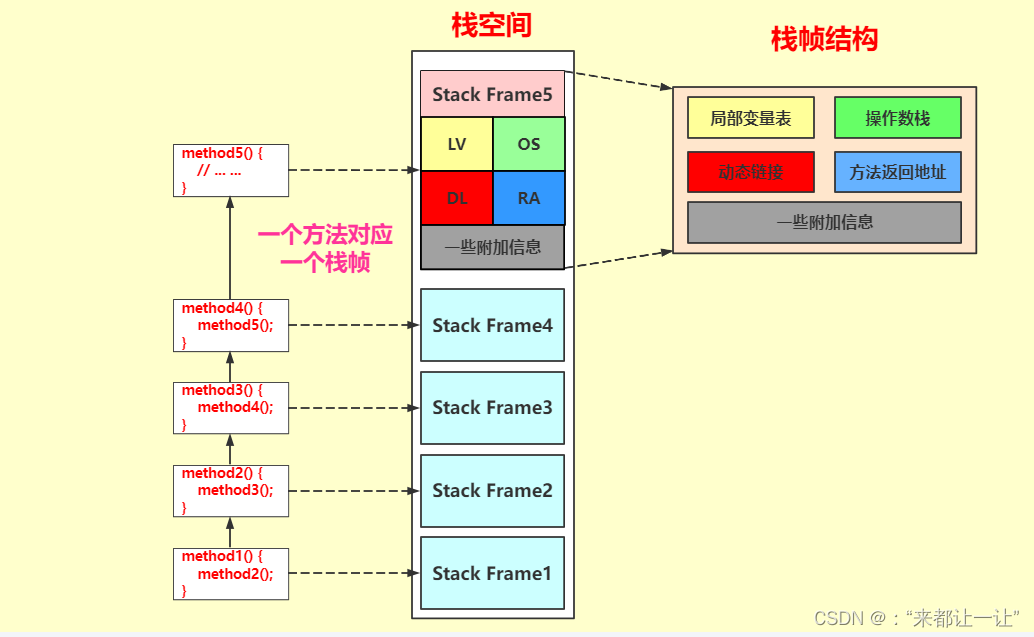 栈空间
栈帧结构
Stack Frame5
LV
OS
DL
RA
一些附加信息
局部变量表
操作数栈
动态链接
方法返回地址
一些附加信息
method5() {
// ... ...
}
一个方法对应
一个栈帧
method4() {
method5();
}
Stack Frame4
method3() {
method4();
}
Stack Frame3
method2() {
method3();
}
Stack Frame2
method1() {
method2();
}
Stack Frame1
CSDN @：“来都让一让”